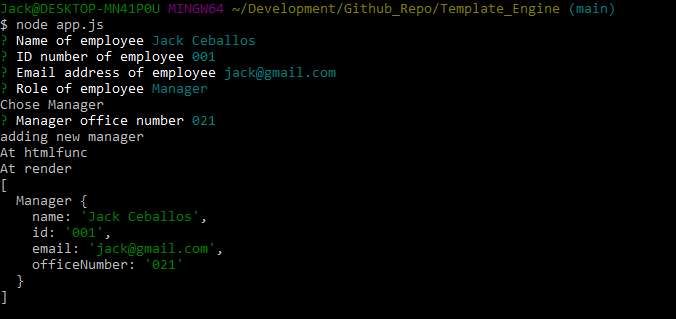 Jack@DESKTOP-MN41P0U MINGW64 ~/Development/Github_Repo/Template_Engine (main)
$ node app.js
? Name of employee Jack Ceballos
? ID number of employee 001
? Email address of employee jack@gmail.com
? Role of employee Manager
Chose Manager
? Manager office number 021
adding new manager
At htmlfunc
At render
[
  Manager {
    name: 'Jack Ceballos',
    id: '001',
    email: 'jack@gmail.com',
    officeNumber: '021'
  }
]